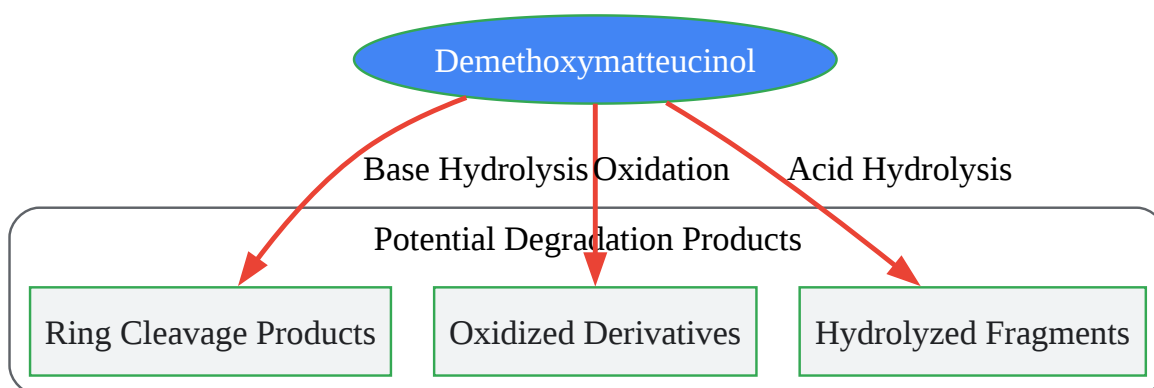 Demethoxymatteucinol
Base Hydrolysis
Oxidation
Acid Hydrolysis
Potential Degradation Products
Ring Cleavage Products
Oxidized Derivatives
Hydrolyzed Fragments